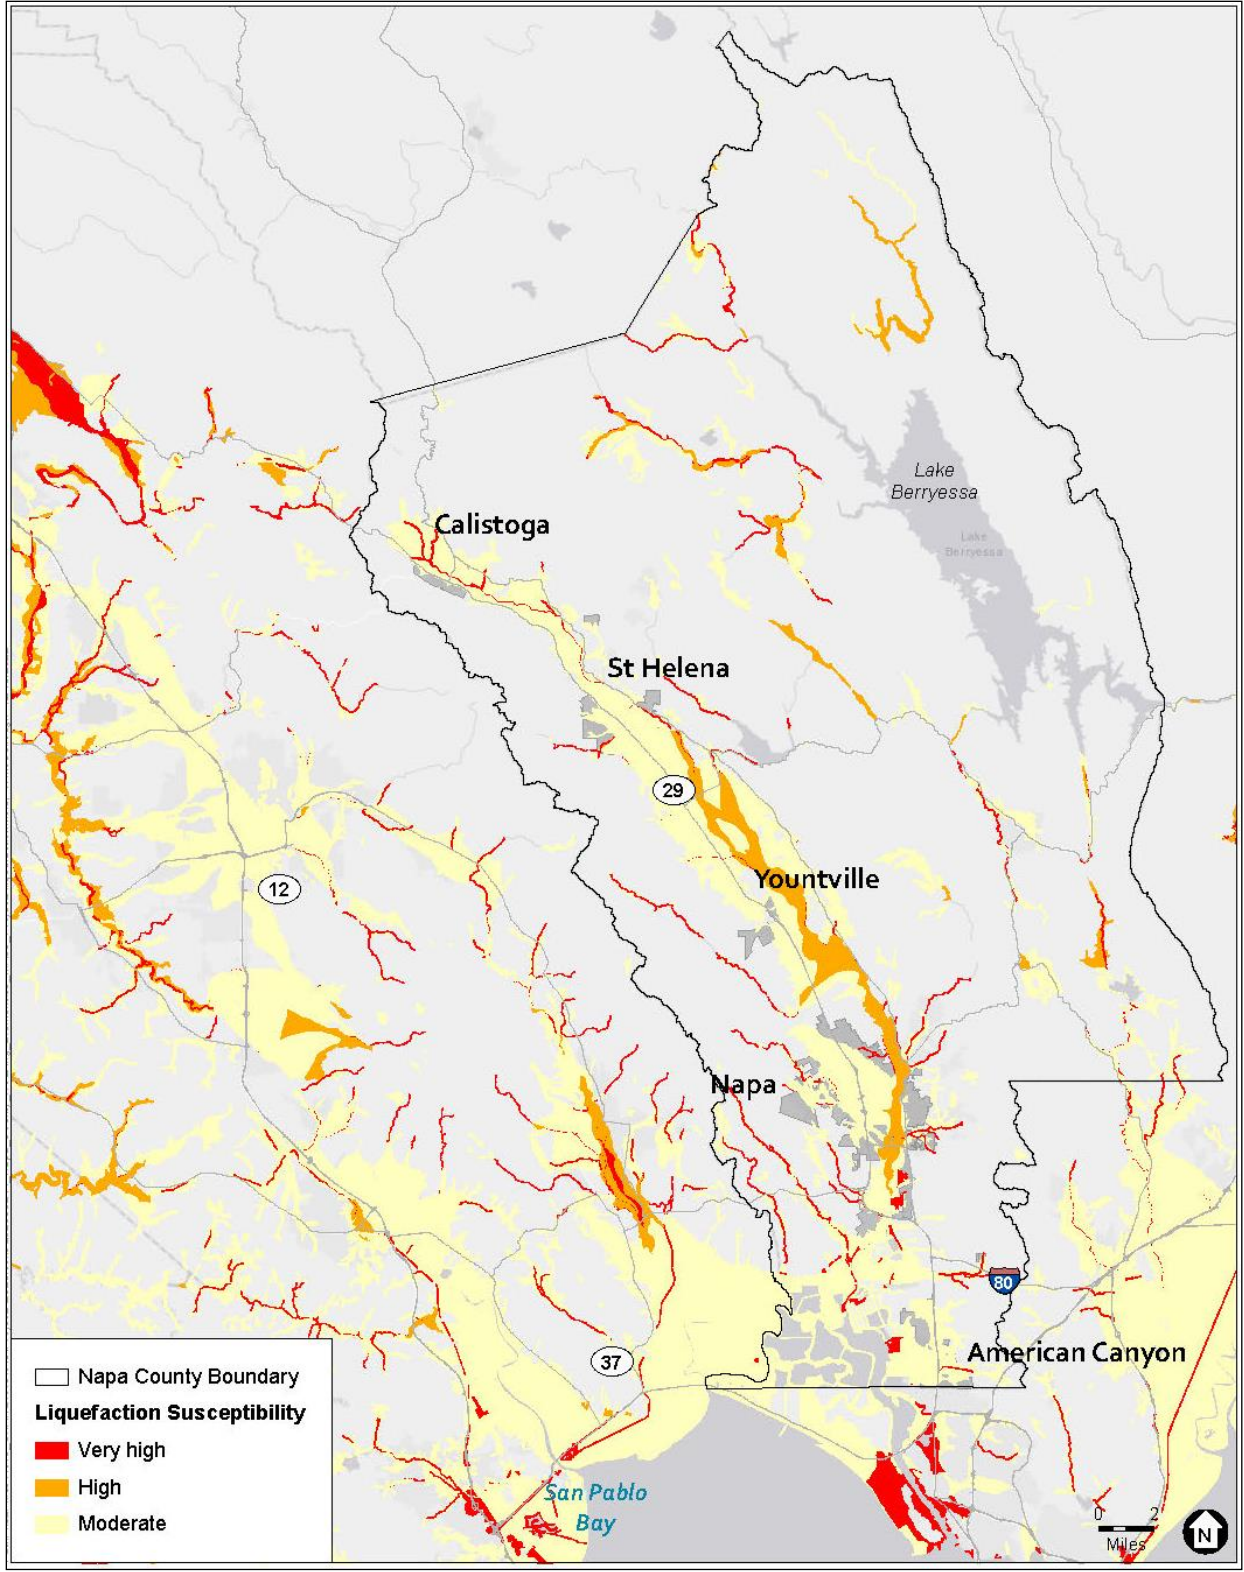 Lake
Berryessa
Lake
Berryessa
Calistoga
St Helena
29
Yountville
12
Napa
80
American Canyon
37
San Pablo
Bay
Napa County Boundary
Liquefaction Susceptibility
Very high
High
Moderate
0 2
Miles
N